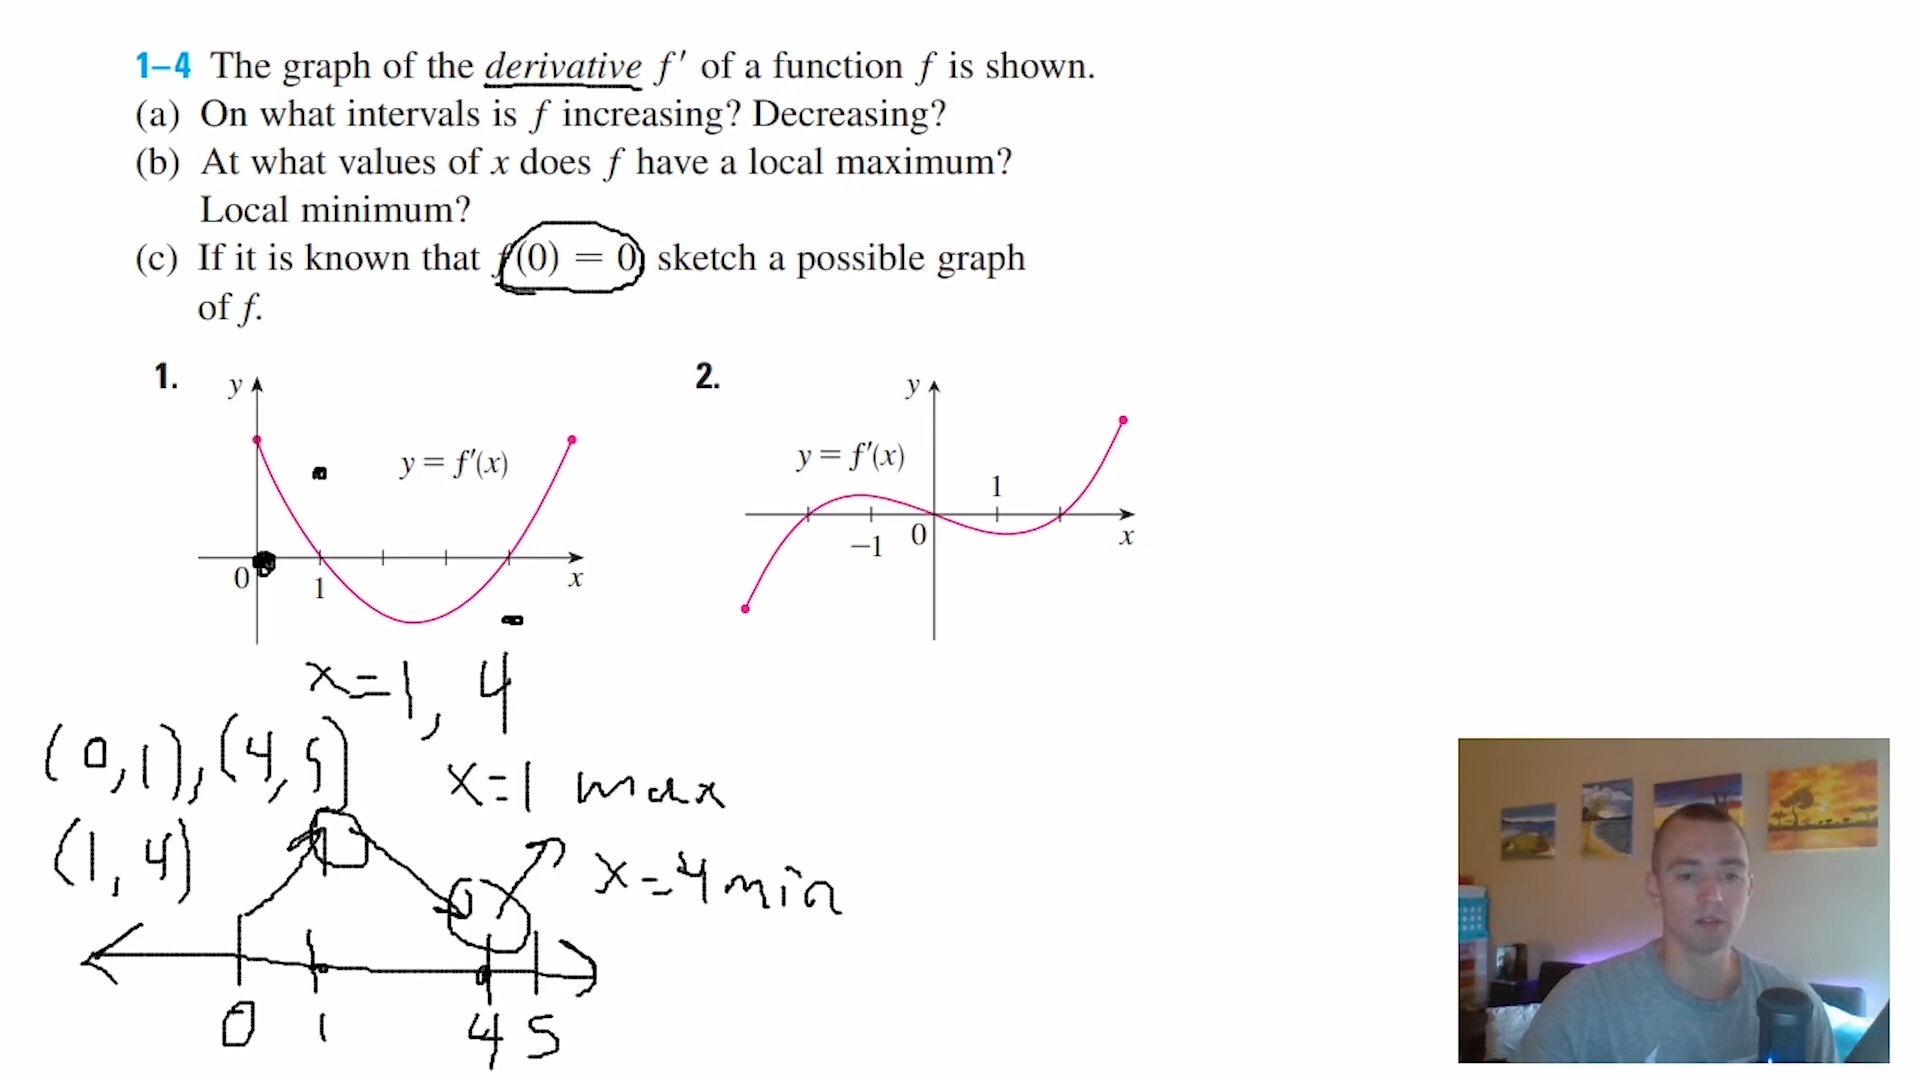 1–4 The graph of the derivative f′ of a function f is shown.
(a) On what intervals is f increasing? Decreasing?
(b) At what values of x does f have a local maximum?
Local minimum?
(c) If it is known that f(0) = 0, sketch a possible graph
of f.
1.
y
y = f′(x)
0
1
x
2.
y
y = f′(x)
1
−1
0
x
x=1, 4
(0,1), (4,5)
x=1 max
(1,4)
x=4 min
0 1 4 5